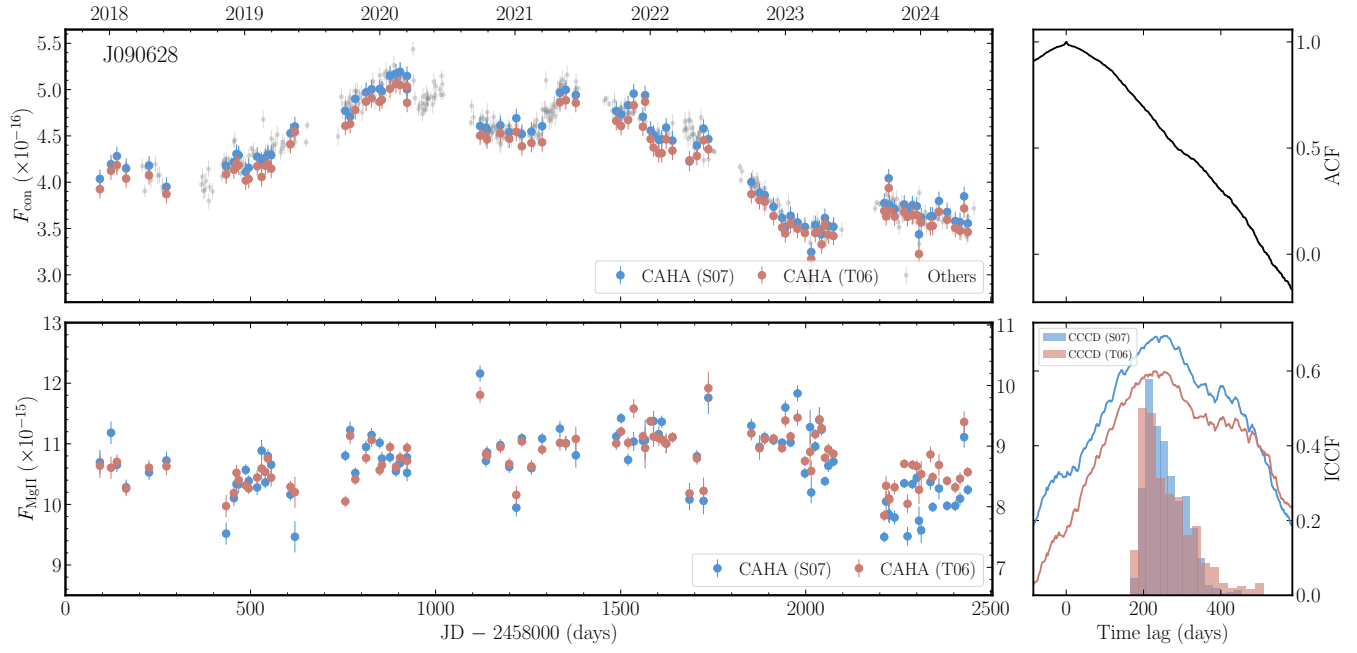 2018 2019 2020 2021 2022 2023 2024
J090628
5.5
5.0
4.5
4.0
3.5
3.0
F_con (×10^−16)
CAHA (S07) CAHA (T06) Others
1.0
0.5
0.0
ACF
13
12
11
10
9
F_MgII (×10^−15)
11
10
9
8
7
CAHA (S07) CAHA (T06)
0 500 1000 1500 2000 2500
JD − 2458000 (days)
CCCD (S07)
CCCD (T06)
0.6
0.4
0.2
0.0
ICCF
0 200 400
Time lag (days)